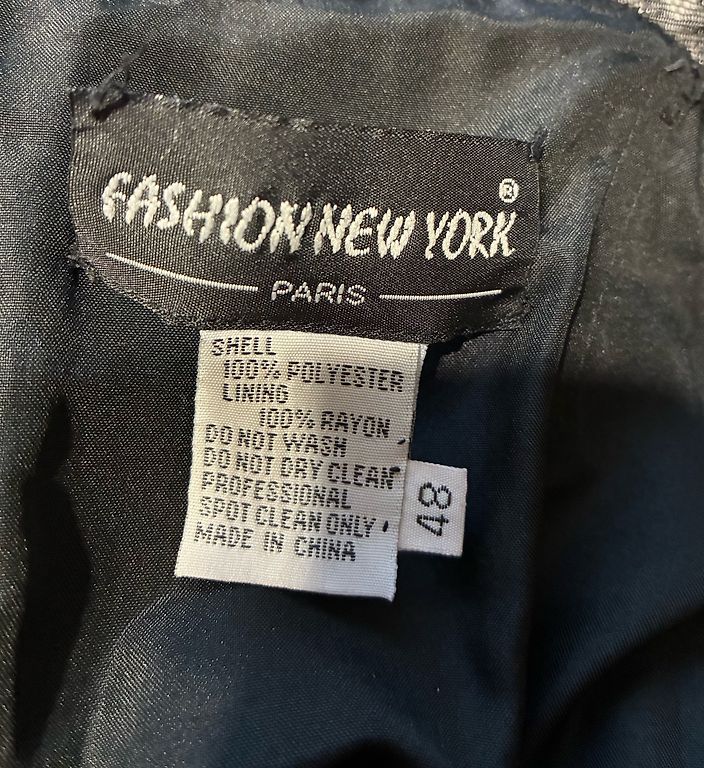 FASHION NEW YORK ®
PARIS
SHELL
100% POLYESTER
LINING
100% RAYON
DO NOT WASH
DO NOT DRY CLEAN
PROFESSIONAL
SPOT CLEAN ONLY
MADE IN CHINA
48